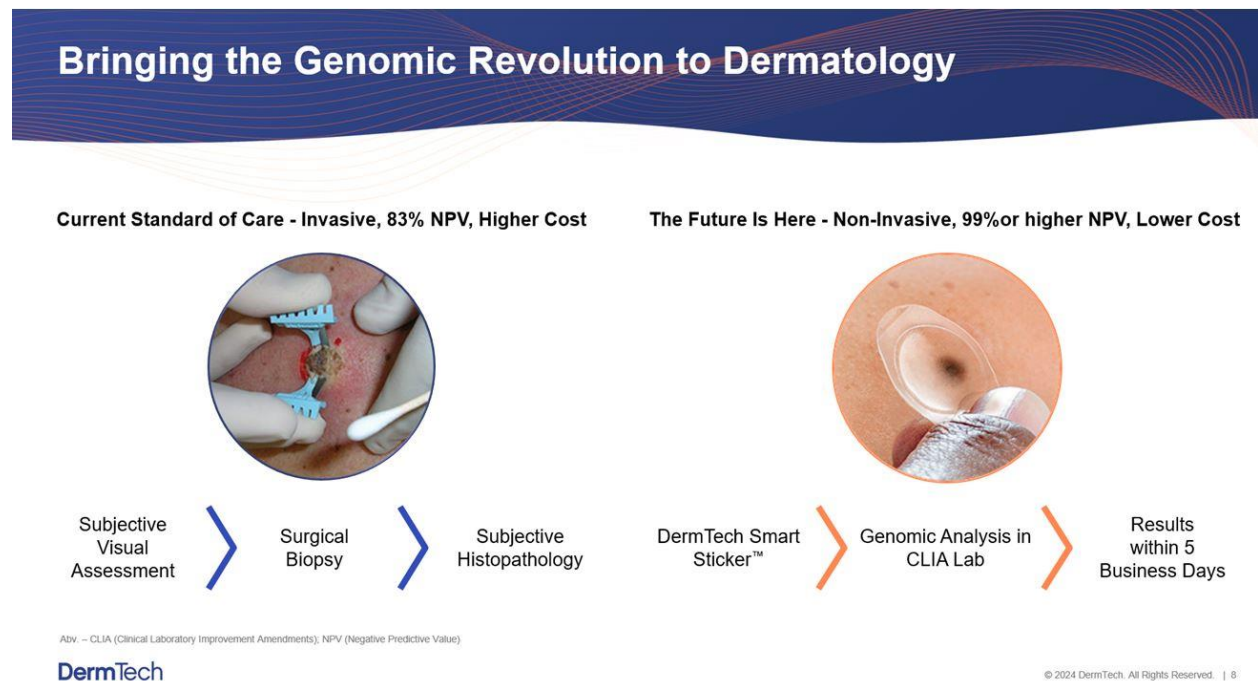 Bringing the Genomic Revolution to Dermatology
Current Standard of Care - Invasive, 83% NPV, Higher Cost
Subjective
Visual
Assessment
Surgical
Biopsy
Subjective
Histopathology
The Future Is Here - Non-Invasive, 99%or higher NPV, Lower Cost
DermTech Smart
Sticker™
Genomic Analysis in
CLIA Lab
Results
within 5
Business Days
Abv. – CLIA (Clinical Laboratory Improvement Amendments); NPV (Negative Predictive Value)
DermTech
© 2024 DermTech. All Rights Reserved. | 8